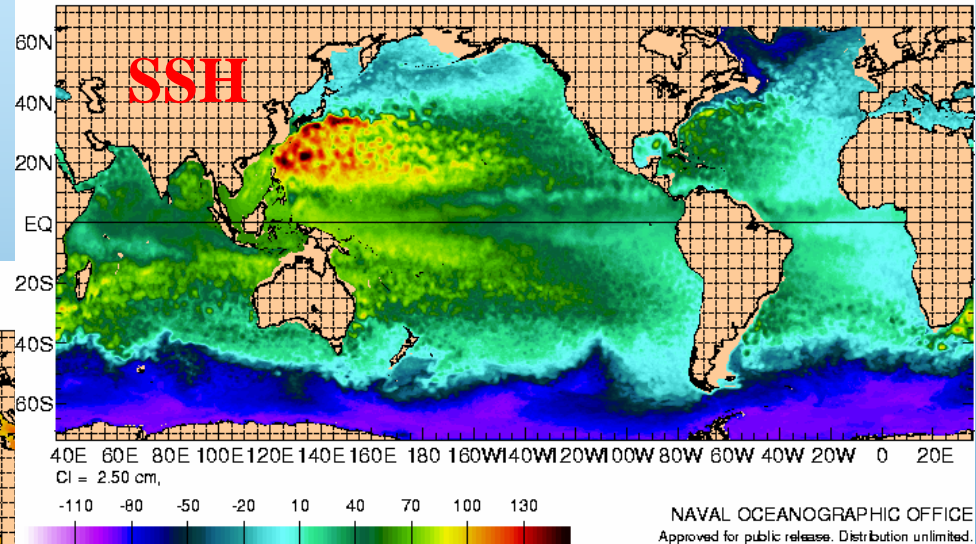 SSH
60N
40N
20N
EQ
20S
40S
60S
40E 60E 80E 100E 120E 140E 160E 180 160W 140W 120W 100W 80W 60W 40W 20W 0 20E
CI = 2.50 cm,
-110 -80 -50 -20 10 40 70 100 130
NAVAL OCEANOGRAPHIC OFFICE
Approved for public release. Distribution unlimited.